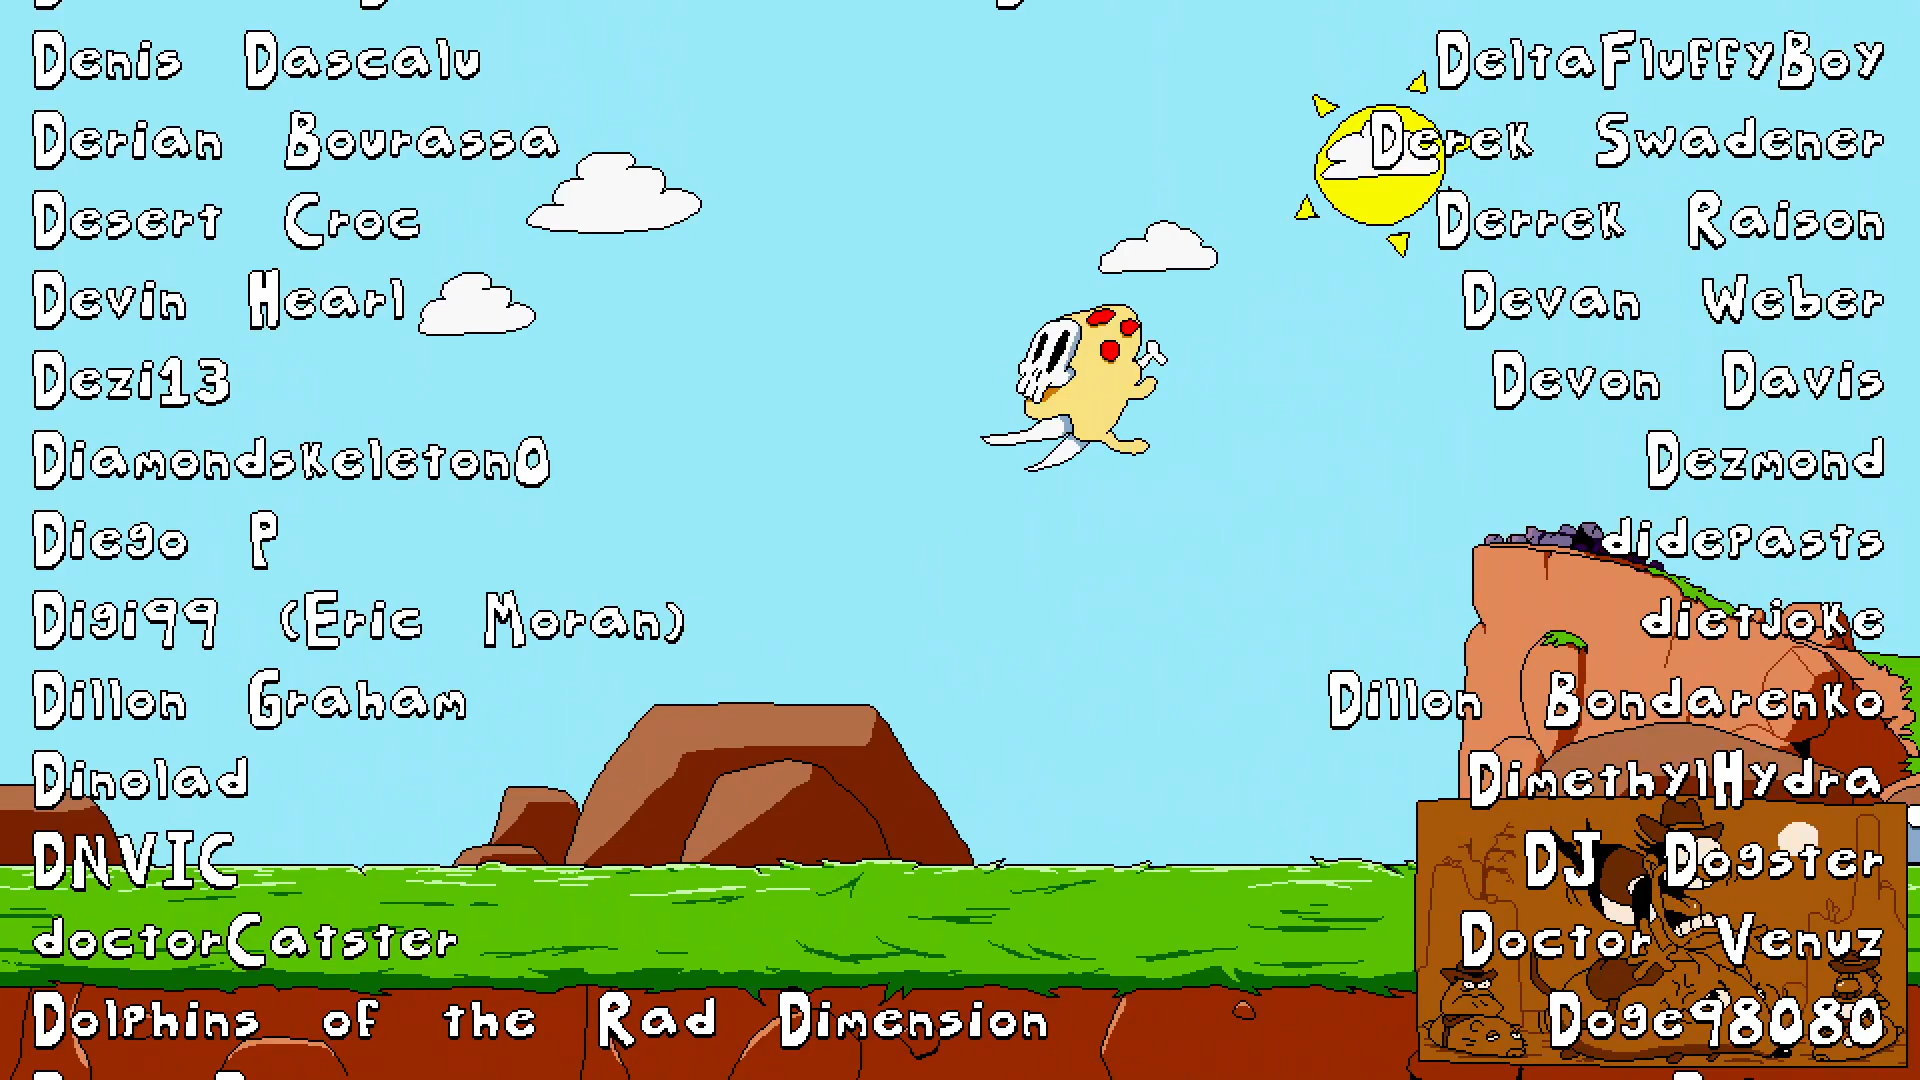 Denis Dascalu DeltaFluffyBoy
Derian Bourassa Derek Swadener
Desert Croc Derrek Raison
Devin Hearl Devan Weber
Dezi13 Devon Davis
Diamondskeleton0 Dezmond
Diego P didepasts
Digi99 (Eric Moran) dietjoke
Dillon Graham Dillon Bondarenko
Dinolad DimethylHydra
DNVIC DJ Dogster
doctorCatster Doctor Venuz
Dolphins of the Rad Dimension Doge98080